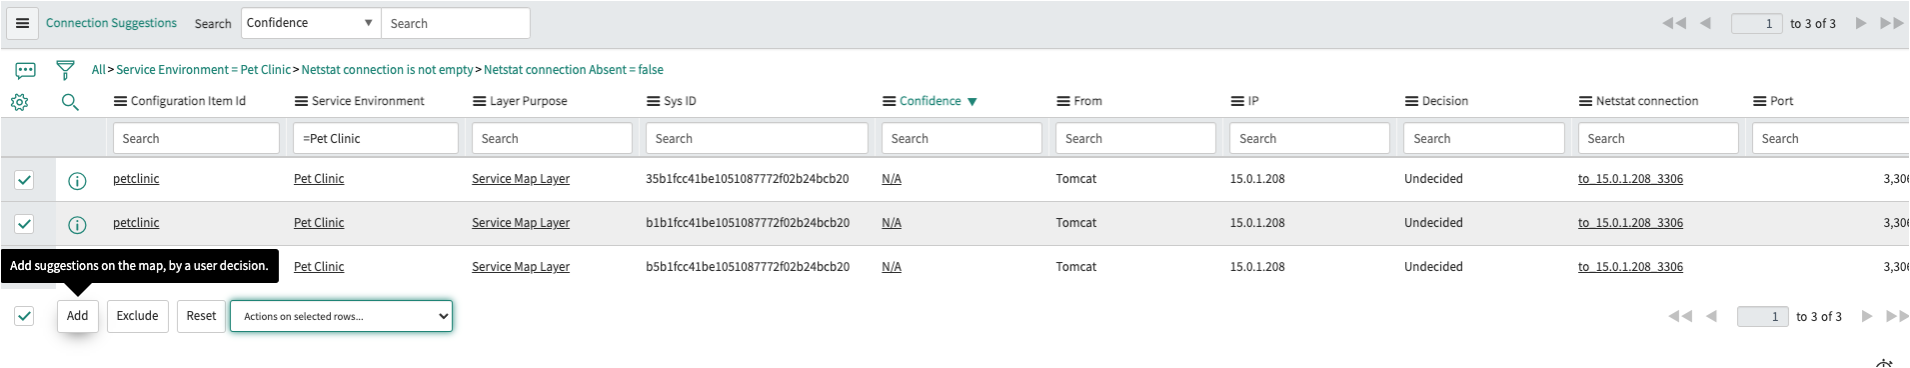 Connection Suggestions Search Confidence Search 1 to 3 of 3
All > Service Environment = Pet Clinic > Netstat connection is not empty > Netstat connection Absent = false
Configuration Item Id Service Environment Layer Purpose Sys ID Confidence From IP Decision Netstat connection Port
Search =Pet Clinic Search Search Search Search Search Search Search Search
petclinic Pet Clinic Service Map Layer 35b1fcc41be1051087772f02b24bcb20 N/A Tomcat 15.0.1.208 Undecided to_15.0.1.208_3306 3,306
petclinic Pet Clinic Service Map Layer b1b1fcc41be1051087772f02b24bcb20 N/A Tomcat 15.0.1.208 Undecided to_15.0.1.208_3306 3,306
Add suggestions on the map, by a user decision. Pet Clinic Service Map Layer b5b1fcc41be1051087772f02b24bcb20 N/A Tomcat 15.0.1.208 Undecided to_15.0.1.208_3306 3,306
Add Exclude Reset Actions on selected rows... 1 to 3 of 3